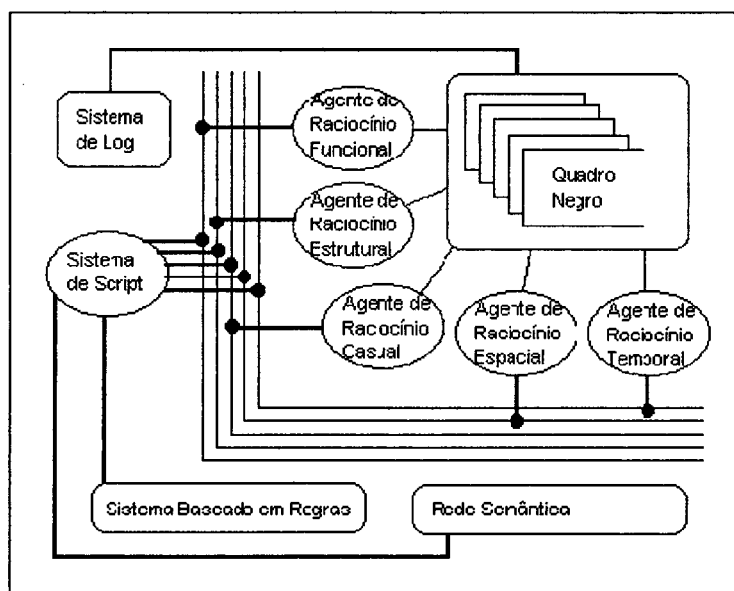 Sistema
de Log
Agente de
Raciocínio
Funcional
Quadro
Negro
Agente de
Raciocínio
Estrutural
Sistema
de Script
Agente de
Raciocínio
Casual
Agente de
Raciocínio
Espacial
Agente de
Raciocínio
Temporal
Sistema Baseado em Regras
Rede Semântica